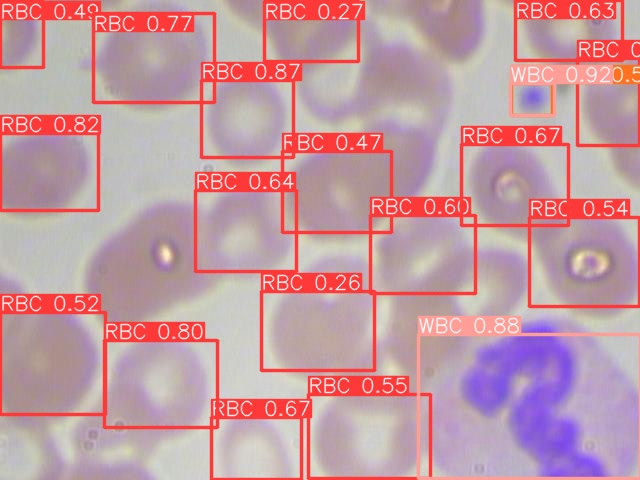 RBC 0.49
RBC 0.77
RBC 0.27
RBC 0.63
RBC
RBC 0.87
WBC 0.92
RBC 0.82
RBC 0.47
RBC 0.67
RBC 0.64
RBC 0.60
RBC 0.54
RBC 0.26
RBC 0.52
RBC 0.80
WBC 0.88
RBC 0.55
RBC 0.67